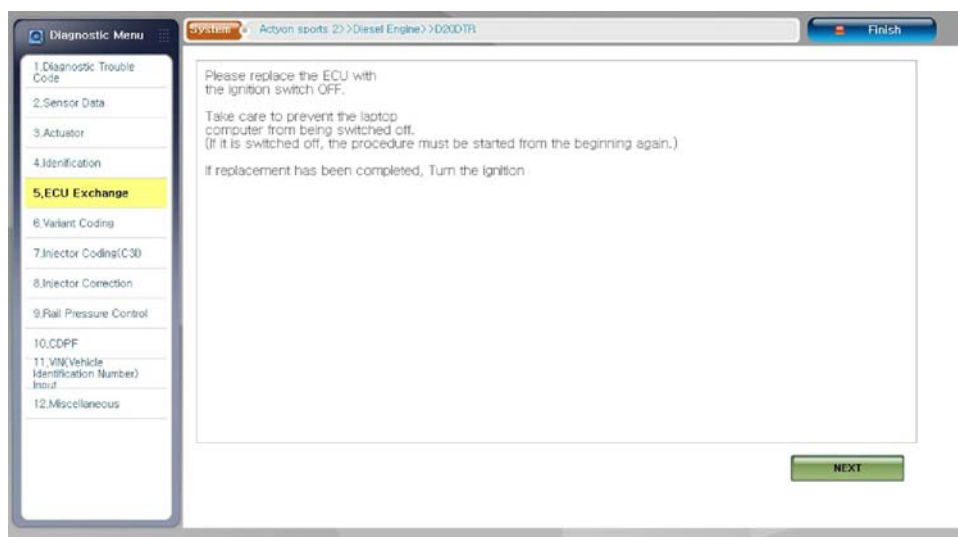 Diagnostic Menu
System
Actyon sports 2>>Diesel Engine>>D20DTR
Finish
1.Diagnostic Trouble
Code
2.Sensor Data
3.Actuator
4.Idenification
5.ECU Exchange
6.Variant Coding
7.Injector Coding(C3I)
8.Injector Correction
9.Rail Pressure Control
10.CDPF
11.VIN(Vehicle
Identification Number)
Input
12.Miscellaneous
Please replace the ECU with
the ignition switch OFF.
Take care to prevent the laptop
computer from being switched off.
(If it is switched off, the procedure must be started from the beginning again.)
If replacement has been completed, Turn the ignition
NEXT